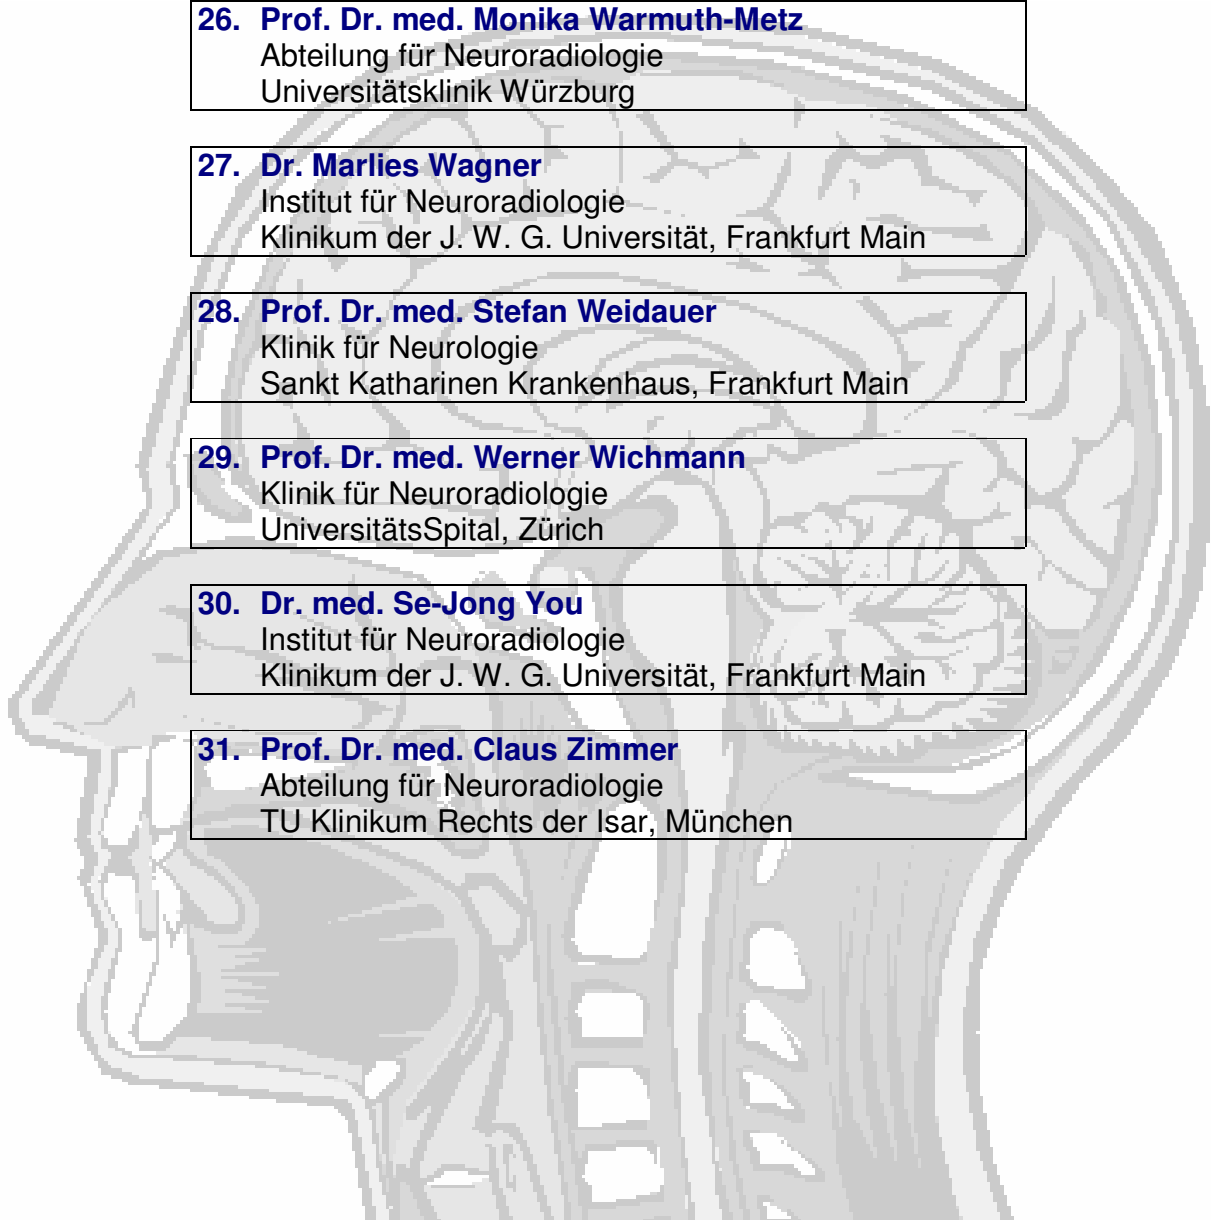 26. Prof. Dr. med. Monika Warmuth-Metz
Abteilung für Neuroradiologie
Universitätsklinik Würzburg
27. Dr. Marlies Wagner
Institut für Neuroradiologie
Klinikum der J. W. G. Universität, Frankfurt Main
28. Prof. Dr. med. Stefan Weidauer
Klinik für Neurologie
Sankt Katharinen Krankenhaus, Frankfurt Main
29. Prof. Dr. med. Werner Wichmann
Klinik für Neuroradiologie
UniversitätsSpital, Zürich
30. Dr. med. Se-Jong You
Institut für Neuroradiologie
Klinikum der J. W. G. Universität, Frankfurt Main
31. Prof. Dr. med. Claus Zimmer
Abteilung für Neuroradiologie
TU Klinikum Rechts der Isar, München